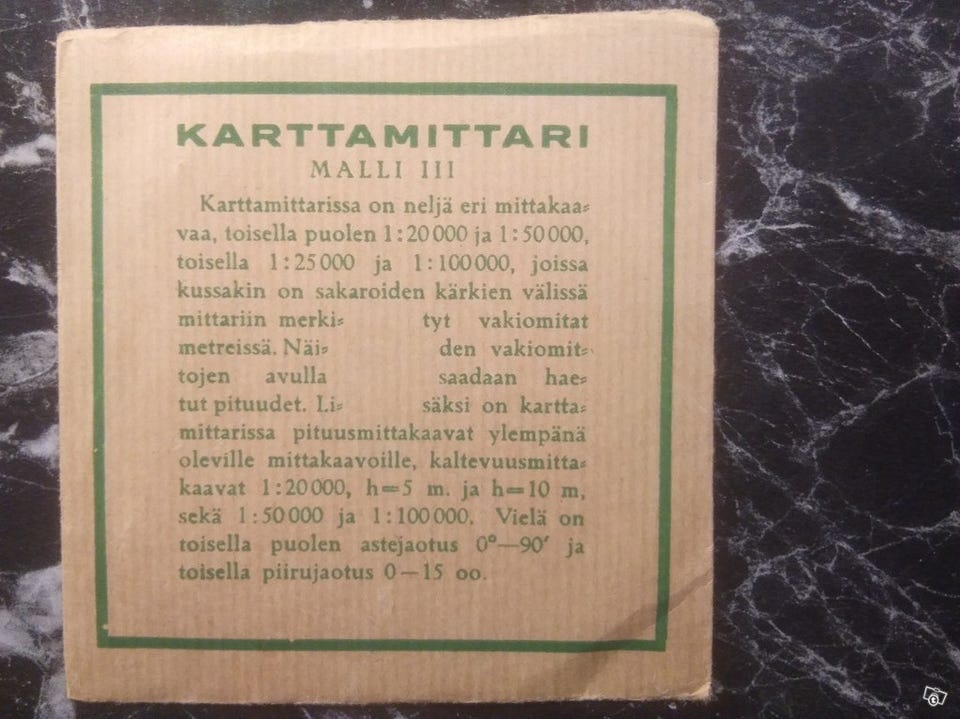 KARTTAMITTARI
MALLI III
Karttamittarissa on neljä eri mittakaa⸗
vaa, toisella puolen 1:20 000 ja 1:50 000,
toisella 1:25 000 ja 1:100 000, joissa
kussakin on sakaroiden kärkien välissä
mittariin merki⸗ tyt vakiomitat
metreissä. Näi⸗ den vakiomit⸗
tojen avulla saadaan hae⸗
tut pituudet. Li⸗ säksi on kartta⸗
mittarissa pituusmittakaavat ylempänä
oleville mittakaavoille, kaltevuusmitta⸗
kaavat 1:20 000, h=5 m. ja h=10 m,
sekä 1:50 000 ja 1:100 000. Vielä on
toisella puolen astejaotus 0°—90′ ja
toisella piirujaotus 0—15 oo.